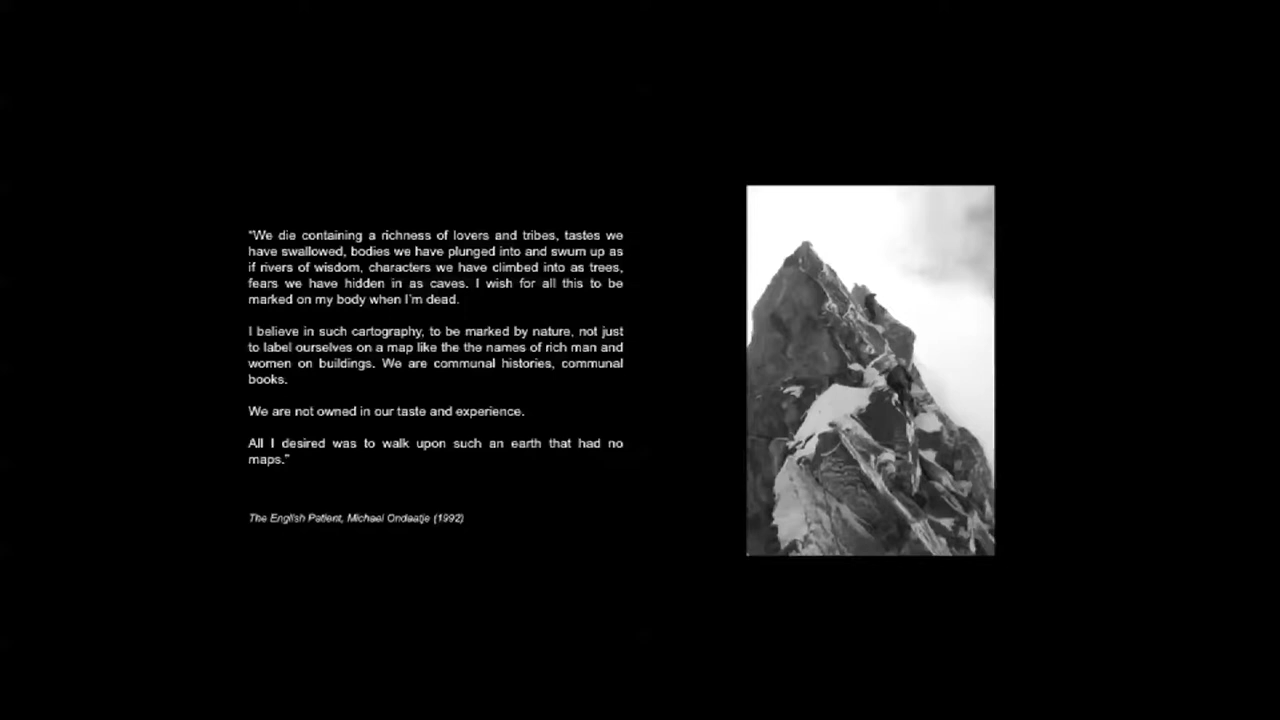 “We die containing a richness of lovers and tribes, tastes we
have swallowed, bodies we have plunged into and swum up as
if rivers of wisdom, characters we have climbed into as trees,
fears we have hidden in as caves. I wish for all this to be
marked on my body when I’m dead.
I believe in such cartography, to be marked by nature, not just
to label ourselves on a map like the the names of rich man and
women on buildings. We are communal histories, communal
books.
We are not owned in our taste and experience.
All I desired was to walk upon such an earth that had no
maps.”
The English Patient, Michael Ondaatje (1992)